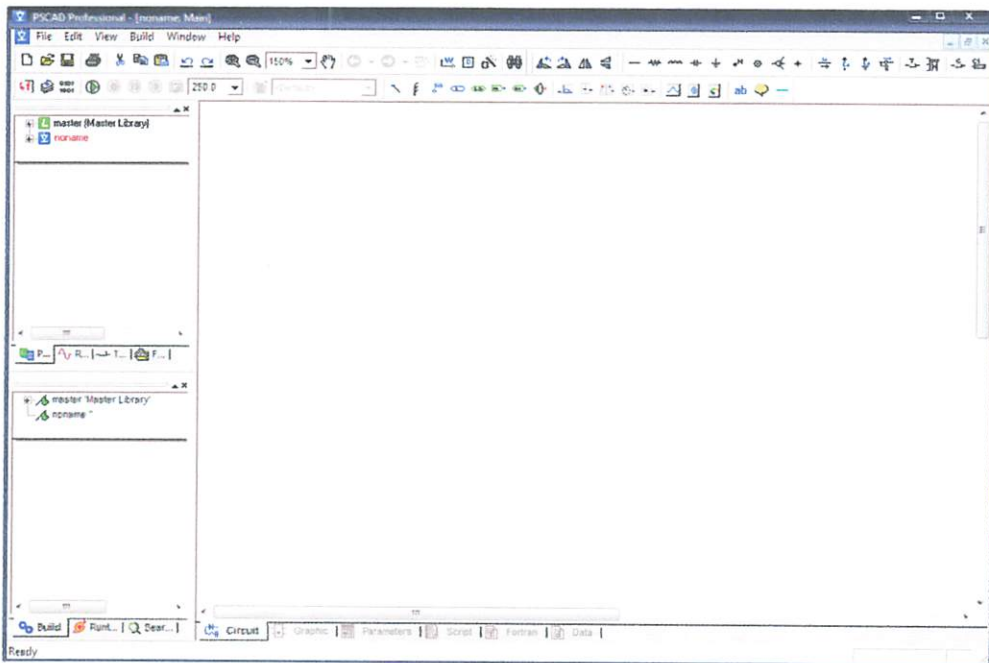 PSCAD Professional - [noname: Main]
File Edit View Build Window Help
150%
250.0
master (Master Library)
noname
P... R... T... F...
master 'Master Library'
noname "
Build Runt... Sear...
Circuit Graphic Parameters Script Fortran Data
Ready
ab